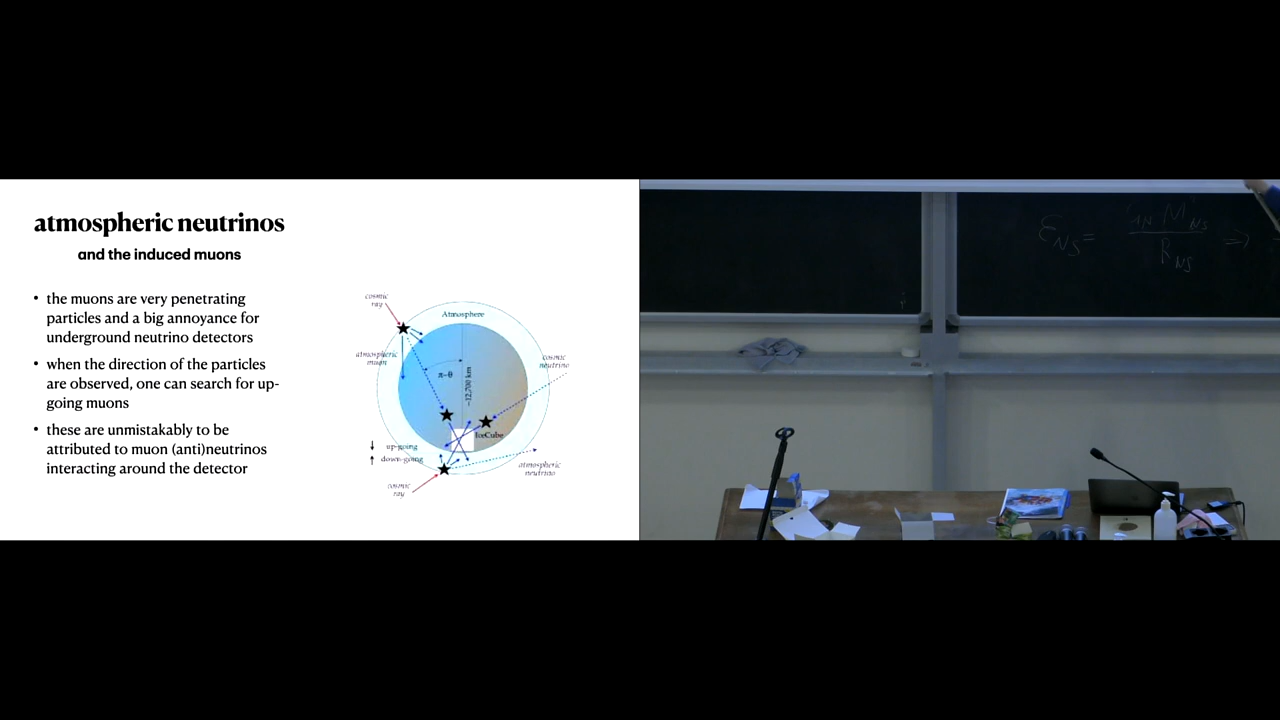 atmospheric neutrinos
and the induced muons
• the muons are very penetrating
particles and a big annoyance for
underground neutrino detectors
• when the direction of the particles
are observed, one can search for up-
going muons
• these are unmistakably to be
attributed to muon (anti)neutrinos
interacting around the detector
cosmic
ray
Atmosphere
atmospheric
muon
cosmic
neutrino
π-θ
~12,700 km
IceCube
up-going
down-going
atmospheric
neutrino
cosmic
ray
ε_NS =
M_NS
R_NS
⇒